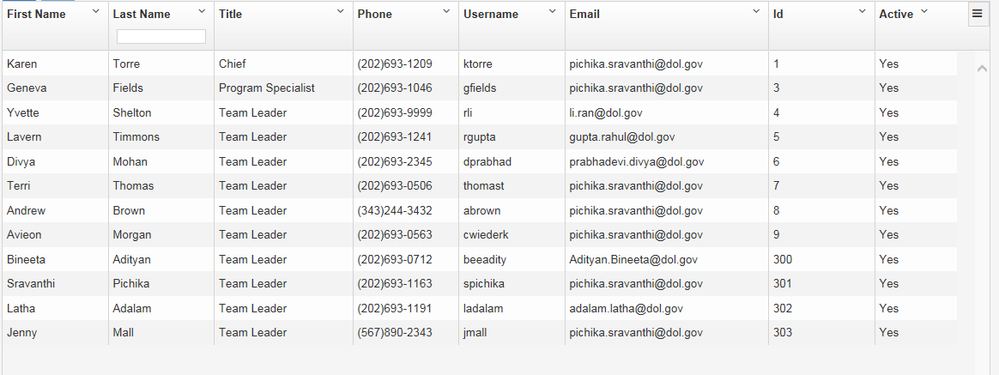 First Name Last Name Title Phone Username Email Id Active
Karen Torre Chief (202)693-1209 ktorre pichika.sravanthi@dol.gov 1 Yes
Geneva Fields Program Specialist (202)693-1046 gfields pichika.sravanthi@dol.gov 3 Yes
Yvette Shelton Team Leader (202)693-9999 rli li.ran@dol.gov 4 Yes
Lavern Timmons Team Leader (202)693-1241 rgupta gupta.rahul@dol.gov 5 Yes
Divya Mohan Team Leader (202)693-2345 dprabhad prabhadevi.divya@dol.gov 6 Yes
Terri Thomas Team Leader (202)693-0506 thomast pichika.sravanthi@dol.gov 7 Yes
Andrew Brown Team Leader (343)244-3432 abrown pichika.sravanthi@dol.gov 8 Yes
Avieon Morgan Team Leader (202)693-0563 cwiederk pichika.sravanthi@dol.gov 9 Yes
Bineeta Adityan Team Leader (202)693-0712 beeadity Adityan.Bineeta@dol.gov 300 Yes
Sravanthi Pichika Team Leader (202)693-1163 spichika pichika.sravanthi@dol.gov 301 Yes
Latha Adalam Team Leader (202)693-1191 ladalam adalam.latha@dol.gov 302 Yes
Jenny Mall Team Leader (567)890-2343 jmall pichika.sravanthi@dol.gov 303 Yes